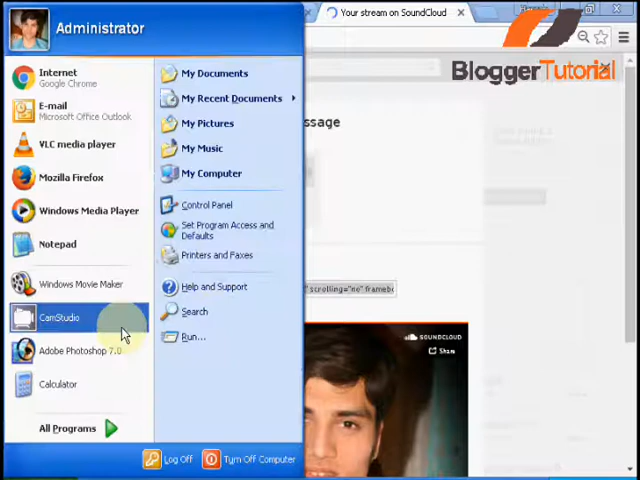 Administrator
Your stream on SoundCloud
BloggerTutorial
Internet
Google Chrome
E-mail
Microsoft Office Outlook
VLC media player
Mozilla Firefox
Windows Media Player
Notepad
Windows Movie Maker
CamStudio
Adobe Photoshop 7.0
Calculator
All Programs
My Documents
My Recent Documents
My Pictures
My Music
My Computer
Control Panel
Set Program Access and
Defaults
Printers and Faxes
Help and Support
Search
Run...
Log Off
Turn Off Computer
ssage
" scrolling="no" framebo
SOUNDCLOUD
Share